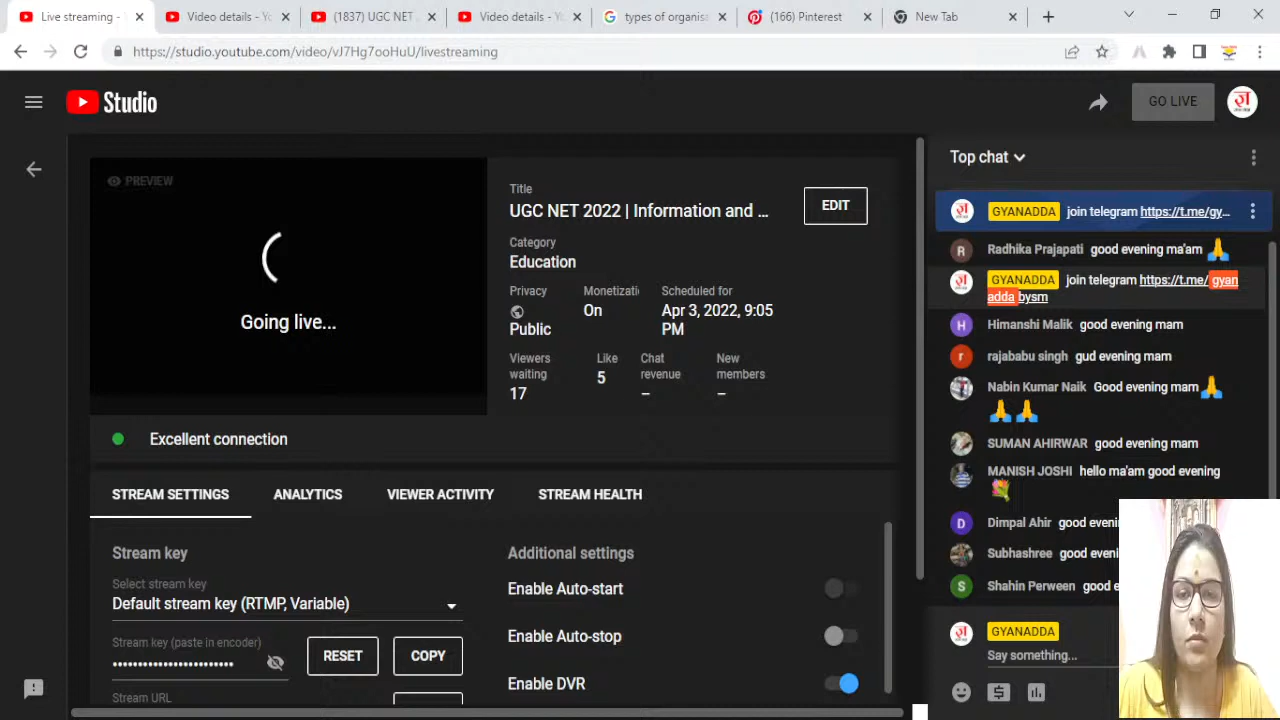 Live streaming -
Video details - Yo
(1837) UGC NET
Video details - Yo
types of organis
(166) Pinterest
New Tab
https://studio.youtube.com/video/vJ7Hg7ooHuU/livestreaming
Studio
GO LIVE
ज्ञ
PREVIEW
Going live...
Title
UGC NET 2022 | Information and ...
EDIT
Category
Education
Privacy
Public
Monetizati
On
Scheduled for
Apr 3, 2022, 9:05
PM
Viewers
waiting
17
Like
5
Chat
revenue
–
New
members
–
Excellent connection
STREAM SETTINGS
ANALYTICS
VIEWER ACTIVITY
STREAM HEALTH
Stream key
Select stream key
Default stream key (RTMP, Variable)
Stream key (paste in encoder)
••••••••••••••••••••••••
RESET
COPY
Stream URL
Additional settings
Enable Auto-start
Enable Auto-stop
Enable DVR
Top chat
GYANADDA join telegram https://t.me/gy...
R Radhika Prajapati good evening ma'am 🙏
GYANADDA join telegram https://t.me/gyan
adda bysm
H Himanshi Malik good evening mam
r rajababu singh gud evening mam
Nabin Kumar Naik Good evening mam 🙏
🙏🙏
SUMAN AHIRWAR good evening mam
MANISH JOSHI hello ma'am good evening
💐
D Dimpal Ahir good eveni
Subhashree good eveni
S Shahin Perween good e
GYANADDA
Say something...